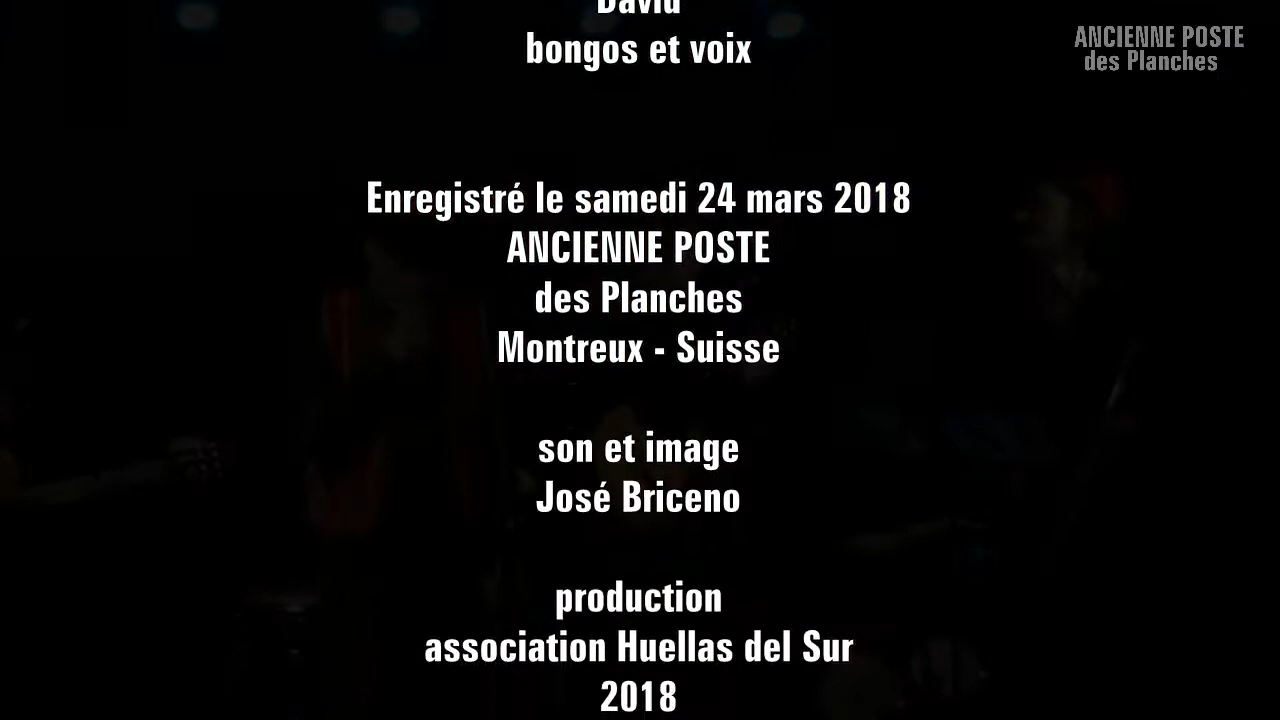 David
bongos et voix
ANCIENNE POSTE
des Planches
Enregistré le samedi 24 mars 2018
ANCIENNE POSTE
des Planches
Montreux - Suisse
son et image
José Briceno
production
association Huellas del Sur
2018